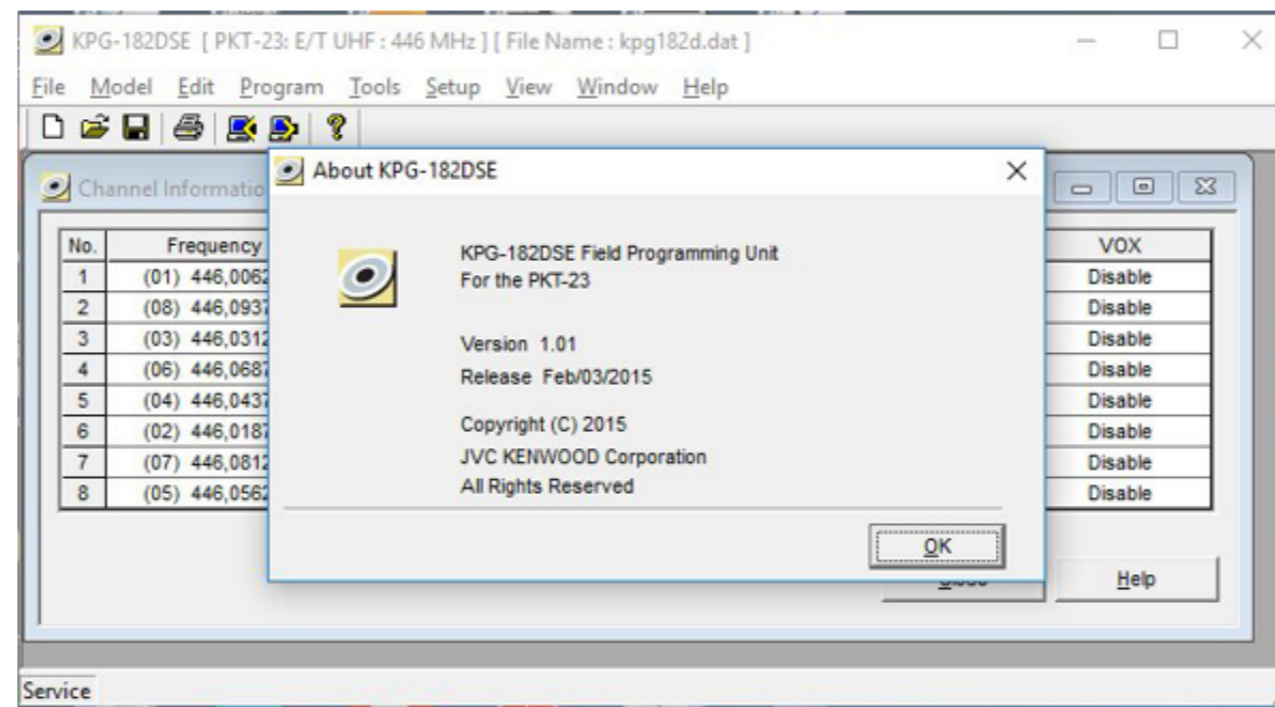 KPG-182DSE [ PKT-23: E/T UHF : 446 MHz ] [ File Name : kpg182d.dat ]
File Model Edit Program Tools Setup View Window Help
About KPG-182DSE
Channel Informatio
No. Frequency VOX
1 (01) 446,0062 Disable
2 (08) 446,0937 Disable
3 (03) 446,0312 Disable
4 (06) 446,0687 Disable
5 (04) 446,0437 Disable
6 (02) 446,0187 Disable
7 (07) 446,0812 Disable
8 (05) 446,0562 Disable
KPG-182DSE Field Programming Unit
For the PKT-23
Version 1.01
Release Feb/03/2015
Copyright (C) 2015
JVC KENWOOD Corporation
All Rights Reserved
OK
Help
Service